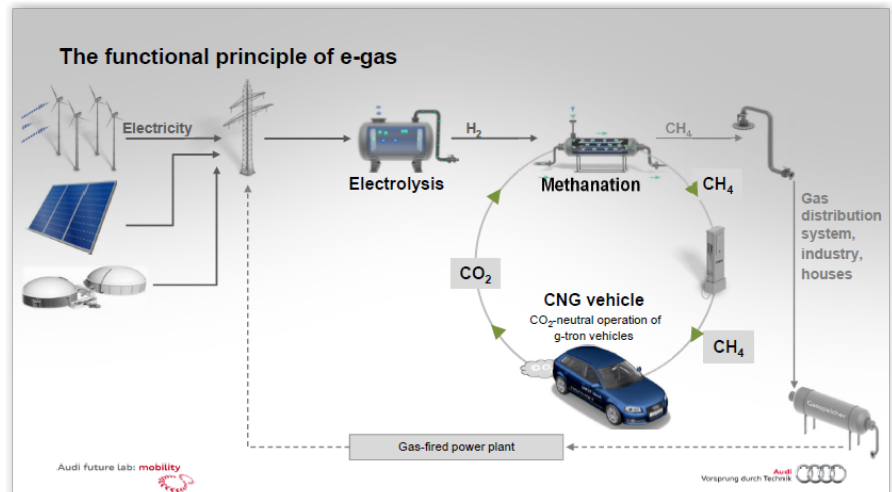 The functional principle of e-gas
Electricity
H₂
CH₄
Electrolysis
Methanation
CH₄
Gas
distribution
system,
industry,
houses
CO₂
CNG vehicle
CO₂-neutral operation of
g-tron vehicles
CH₄
Gasspeicher
Gas-fired power plant
Audi future lab: mobility
Audi
Vorsprung durch Technik